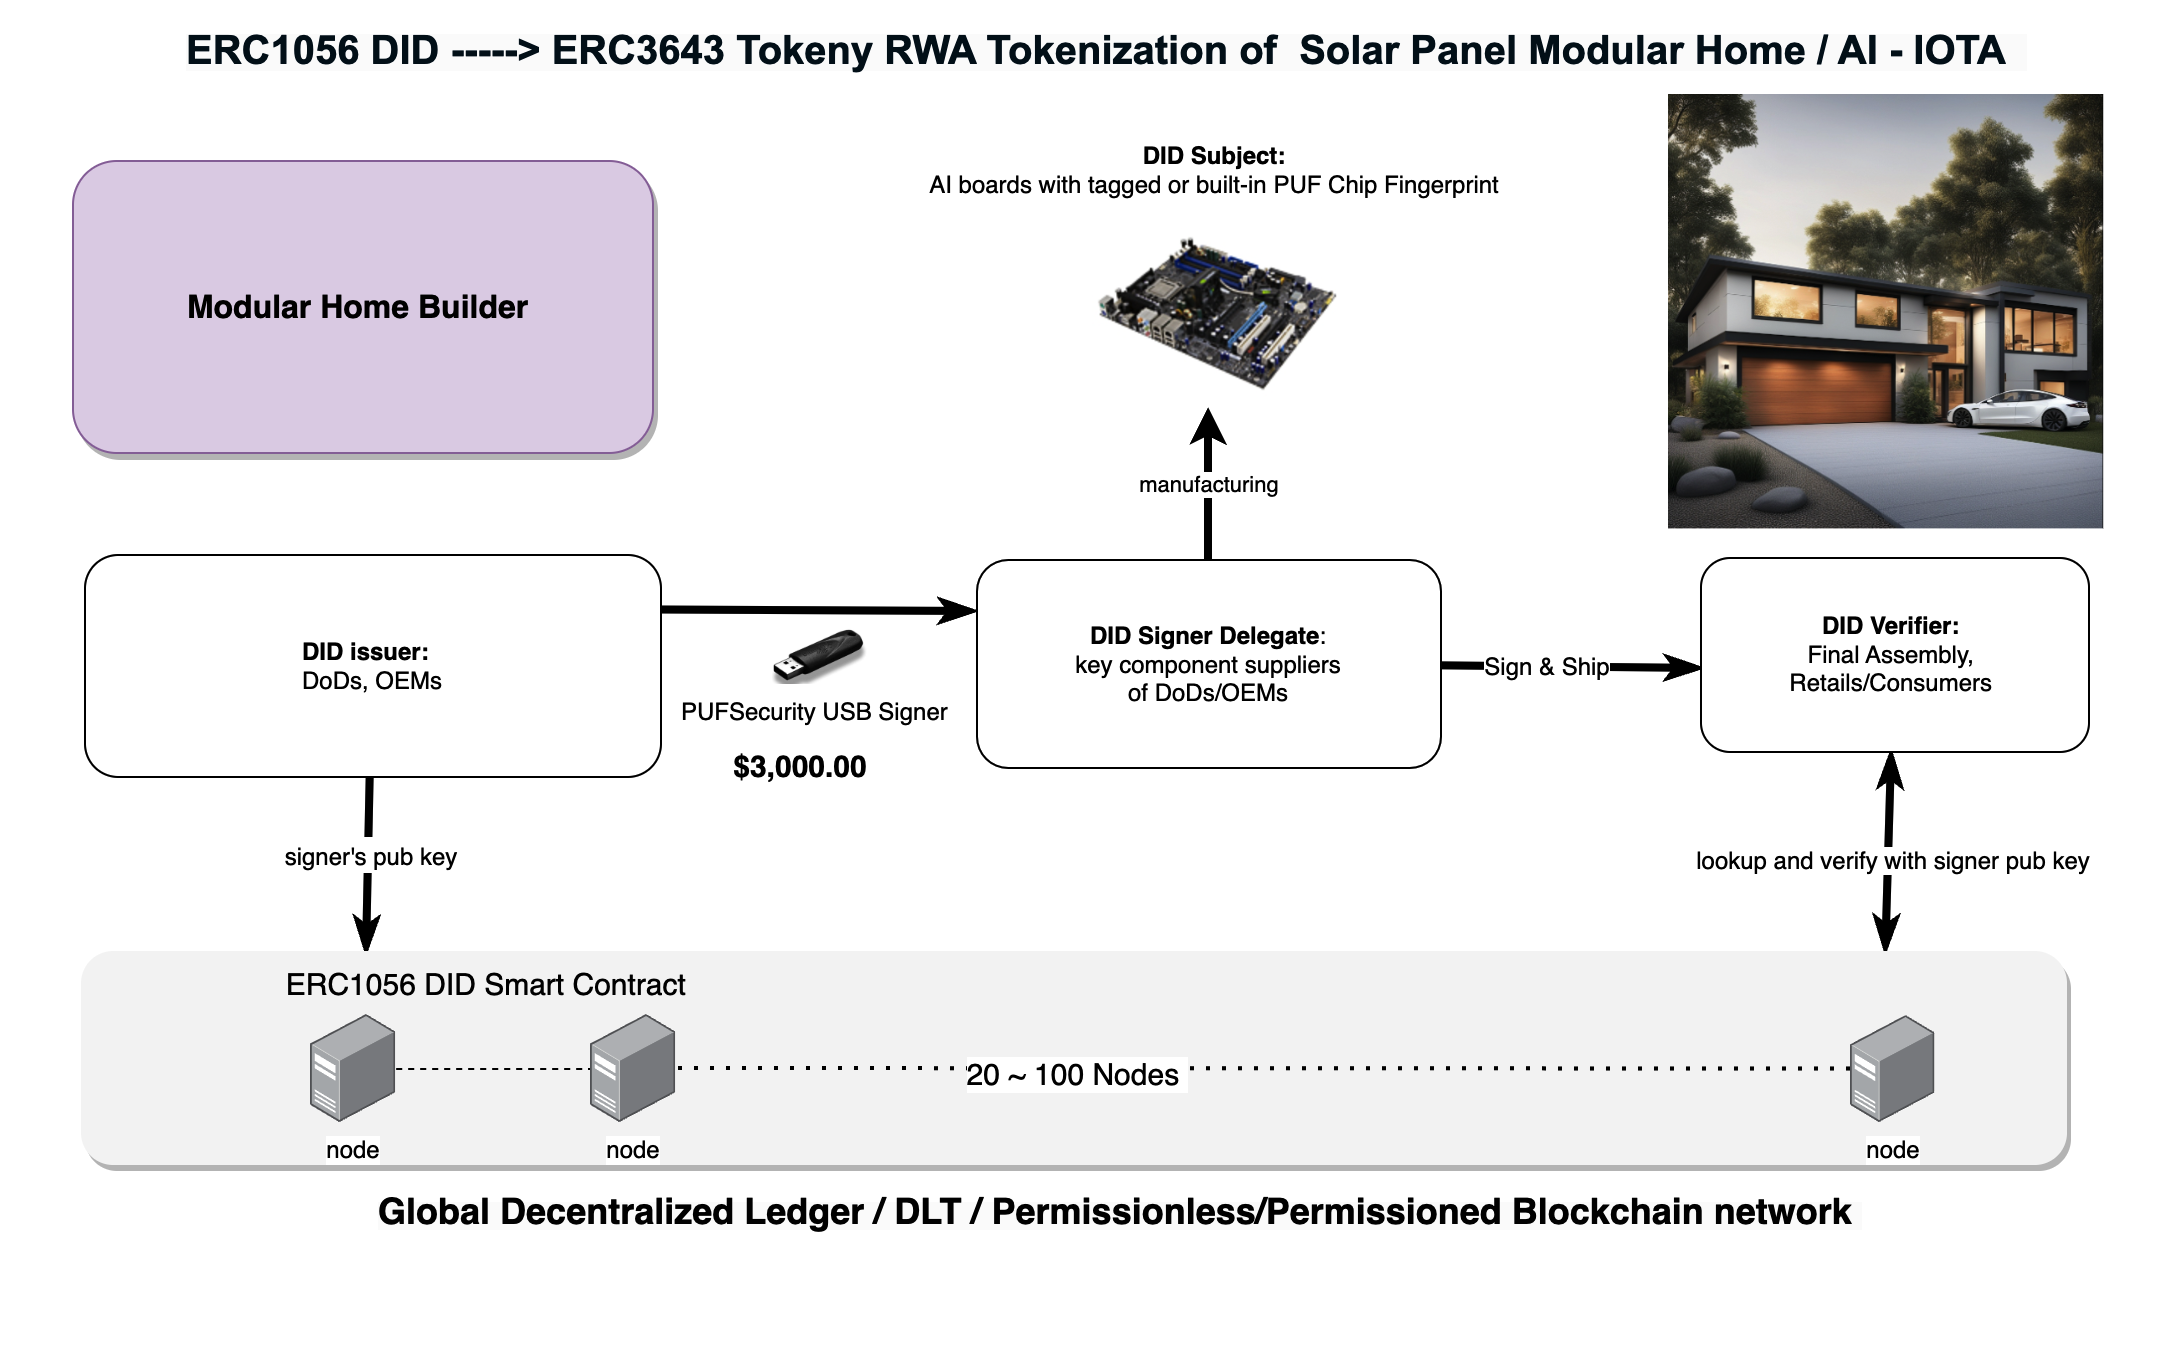 ERC1056 DID -----> ERC3643 Tokeny RWA Tokenization of  Solar Panel Modular Home / AI - IOTA
Modular Home Builder
DID Subject:
AI boards with tagged or built-in PUF Chip Fingerprint
manufacturing
DID issuer:
DoDs, OEMs
PUFSecurity USB Signer
$3,000.00
DID Signer Delegate:
key component suppliers
of DoDs/OEMs
Sign & Ship
DID Verifier:
Final Assembly,
Retails/Consumers
signer's pub key
lookup and verify with signer pub key
ERC1056 DID Smart Contract
20 ~ 100 Nodes
node
node
node
Global Decentralized Ledger / DLT / Permissionless/Permissioned Blockchain network